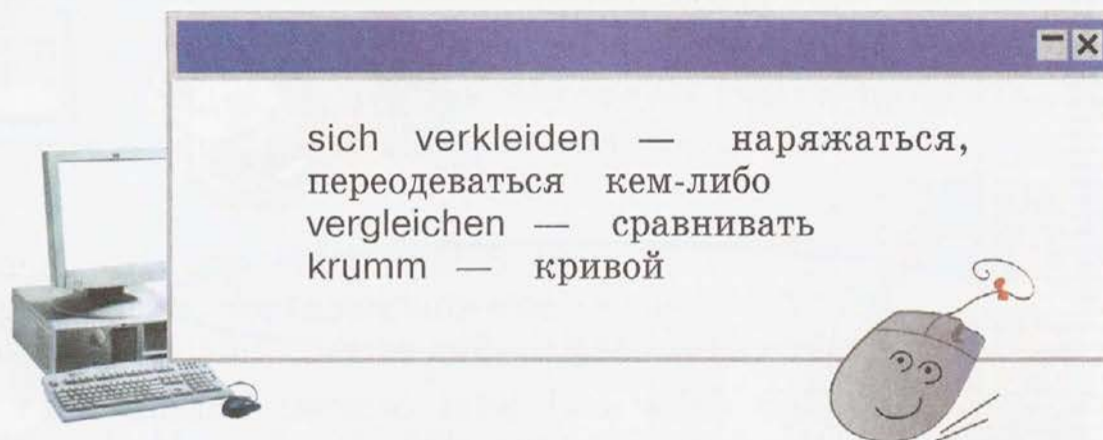 sich verkleiden — наряжаться,
переодеваться кем-либо
vergleichen — сравнивать
krumm — кривой